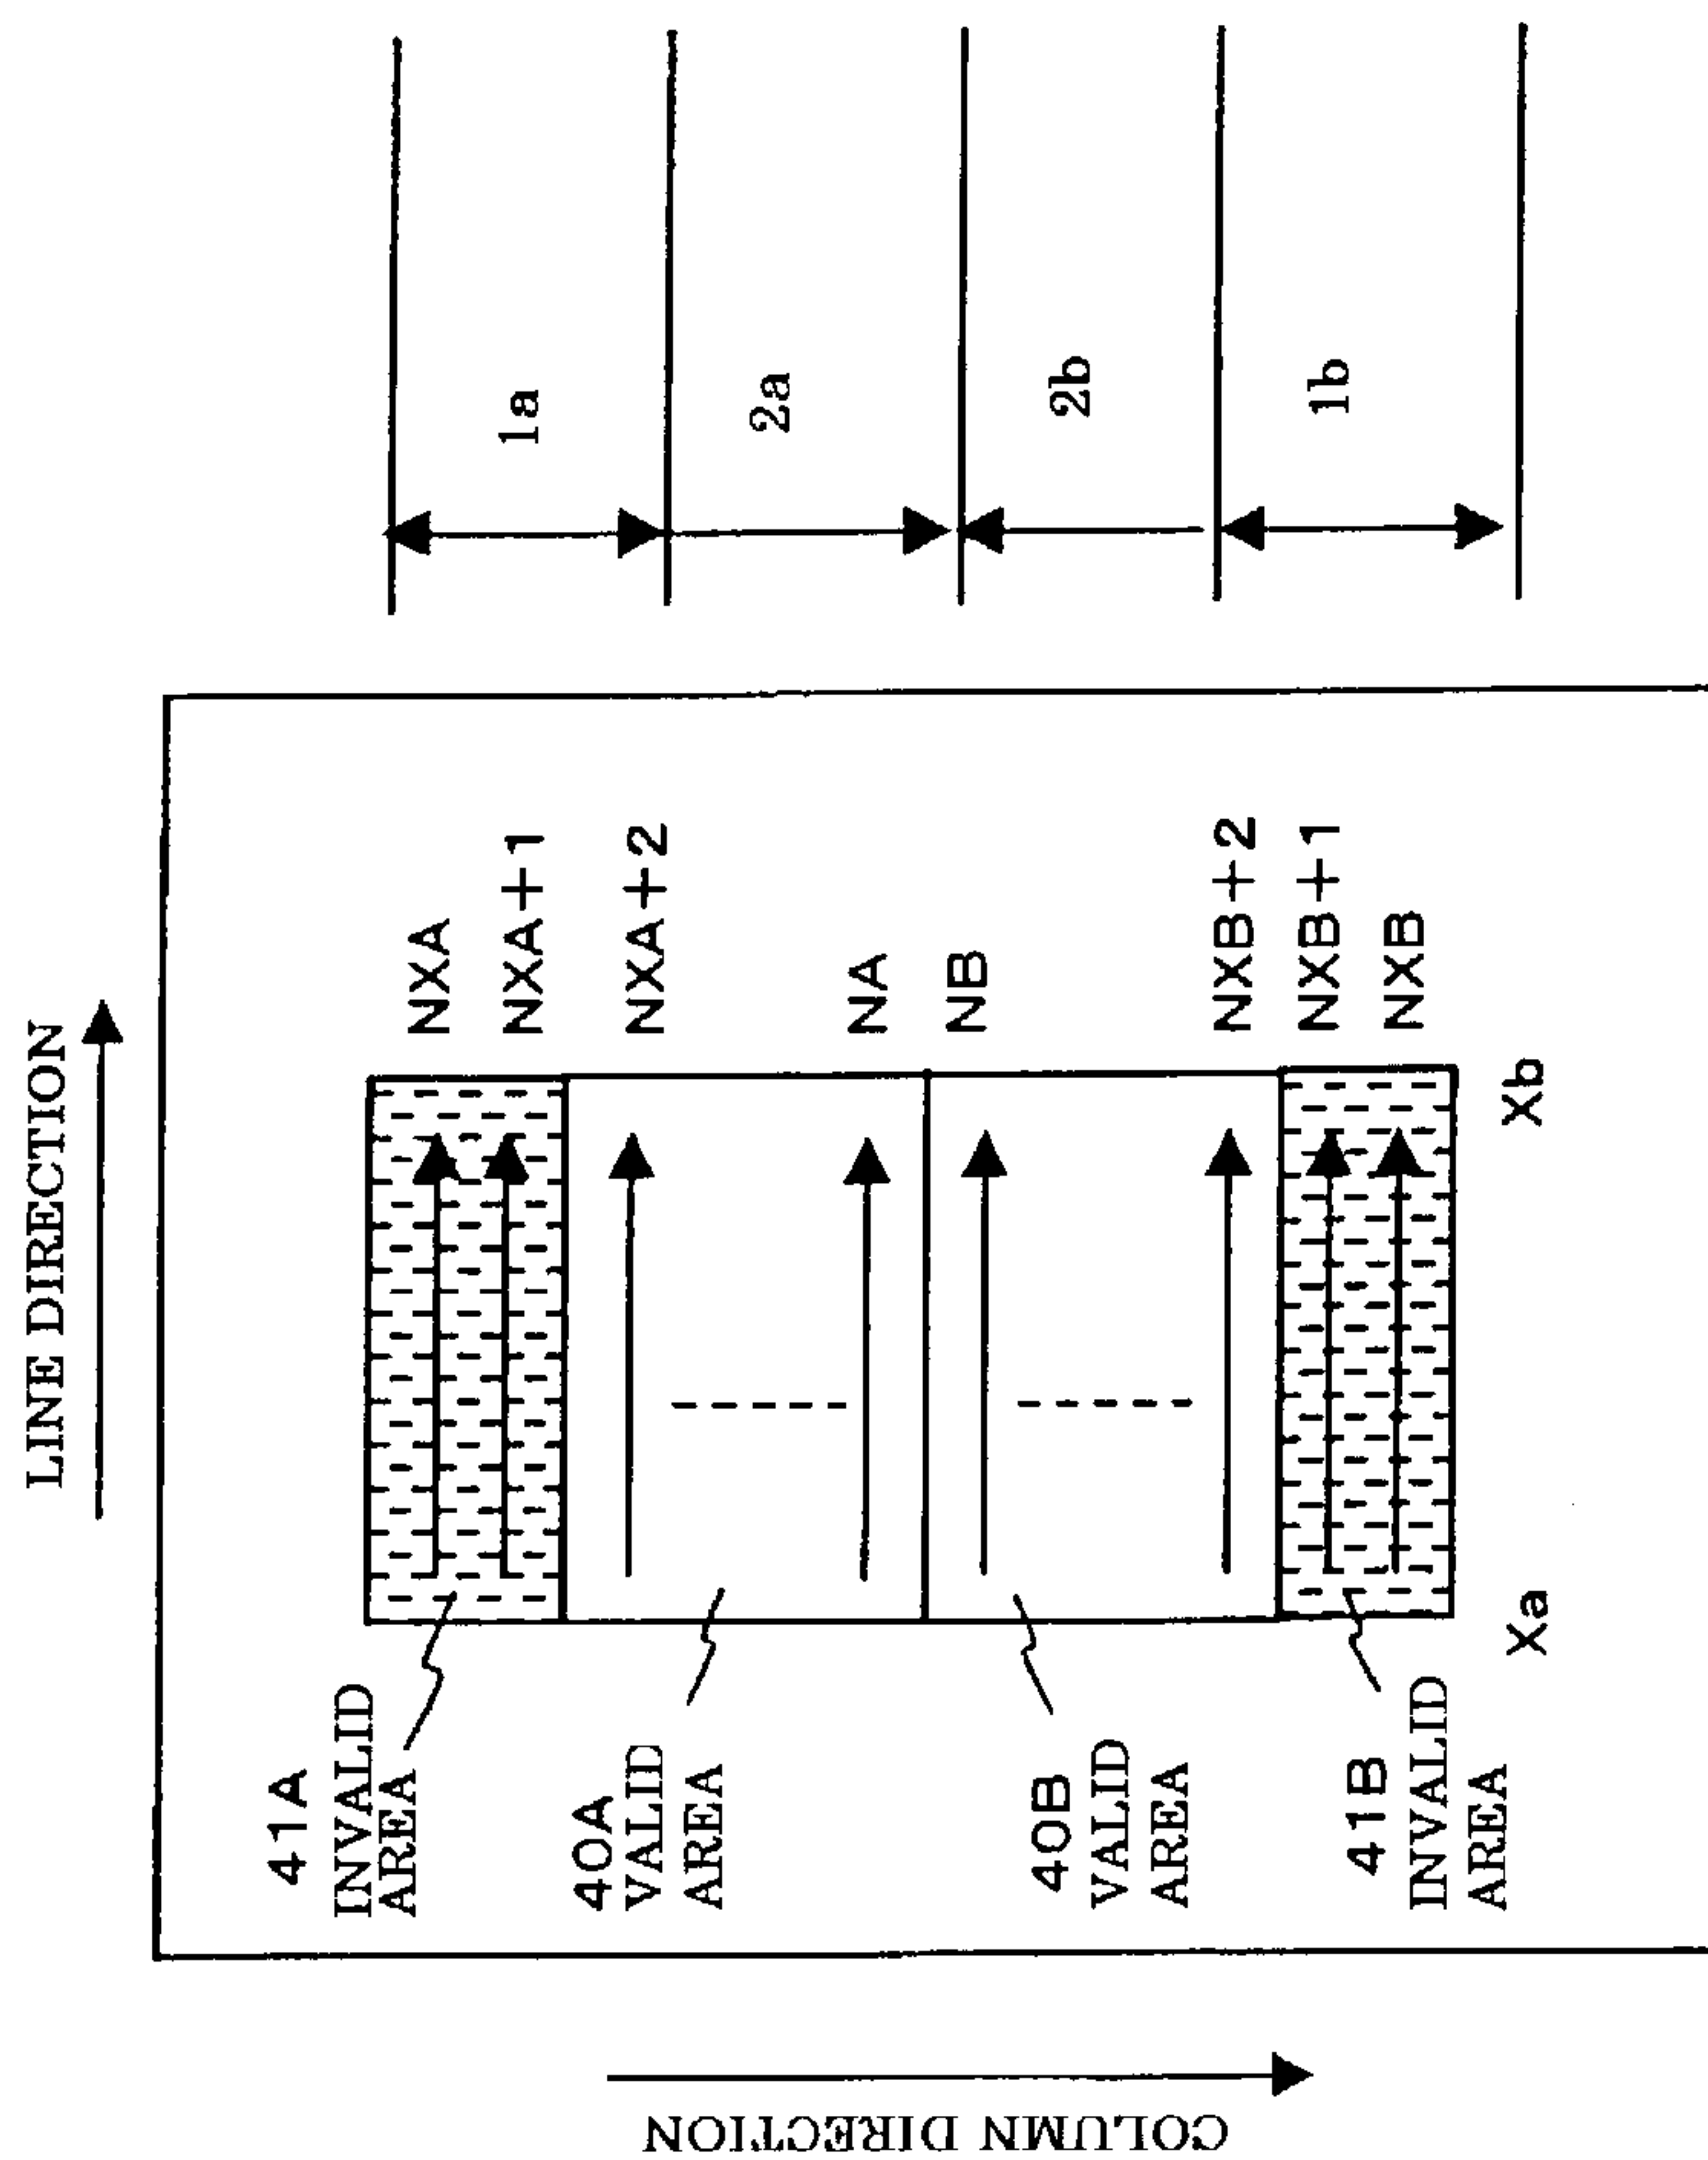 LINE DIRECTION
COLUMN DIRECTION
41A
INVALID
AREA
40A
VALID
AREA
40B
VALID
AREA
41B
INVALID
AREA
NXA
NXA+1
NXA+2
NA
NB
NXB+2
NXB+1
NXB
Xa
Xb
1a
2a
2b
1b